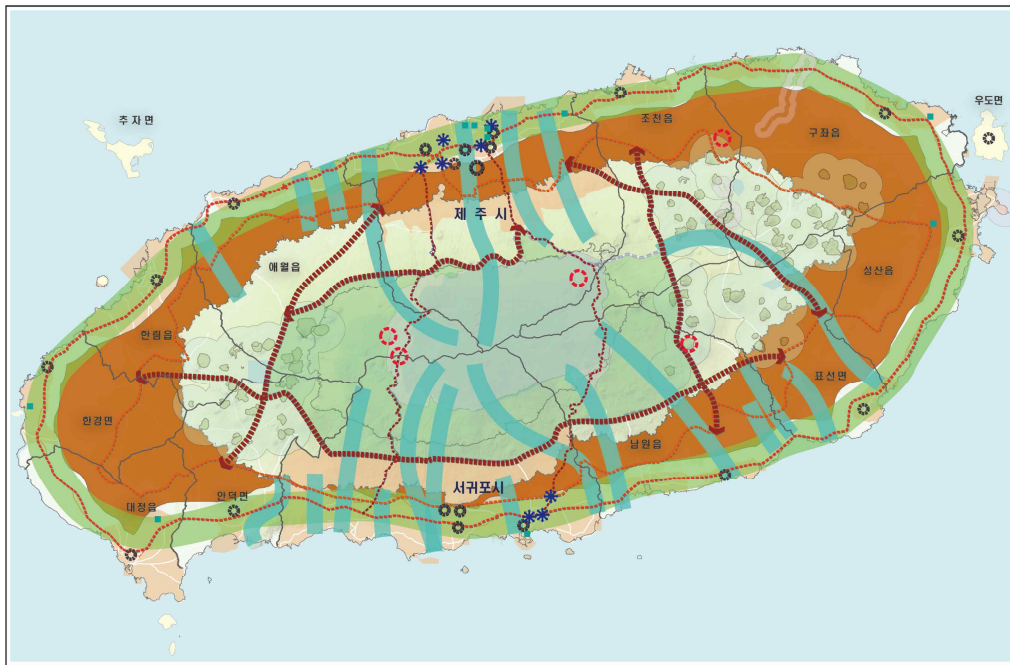 추자면
우도면
조천읍
구좌읍
제주시
애월읍
성산읍
한림읍
표선면
한경면
남원읍
서귀포시
안덕면
대정읍